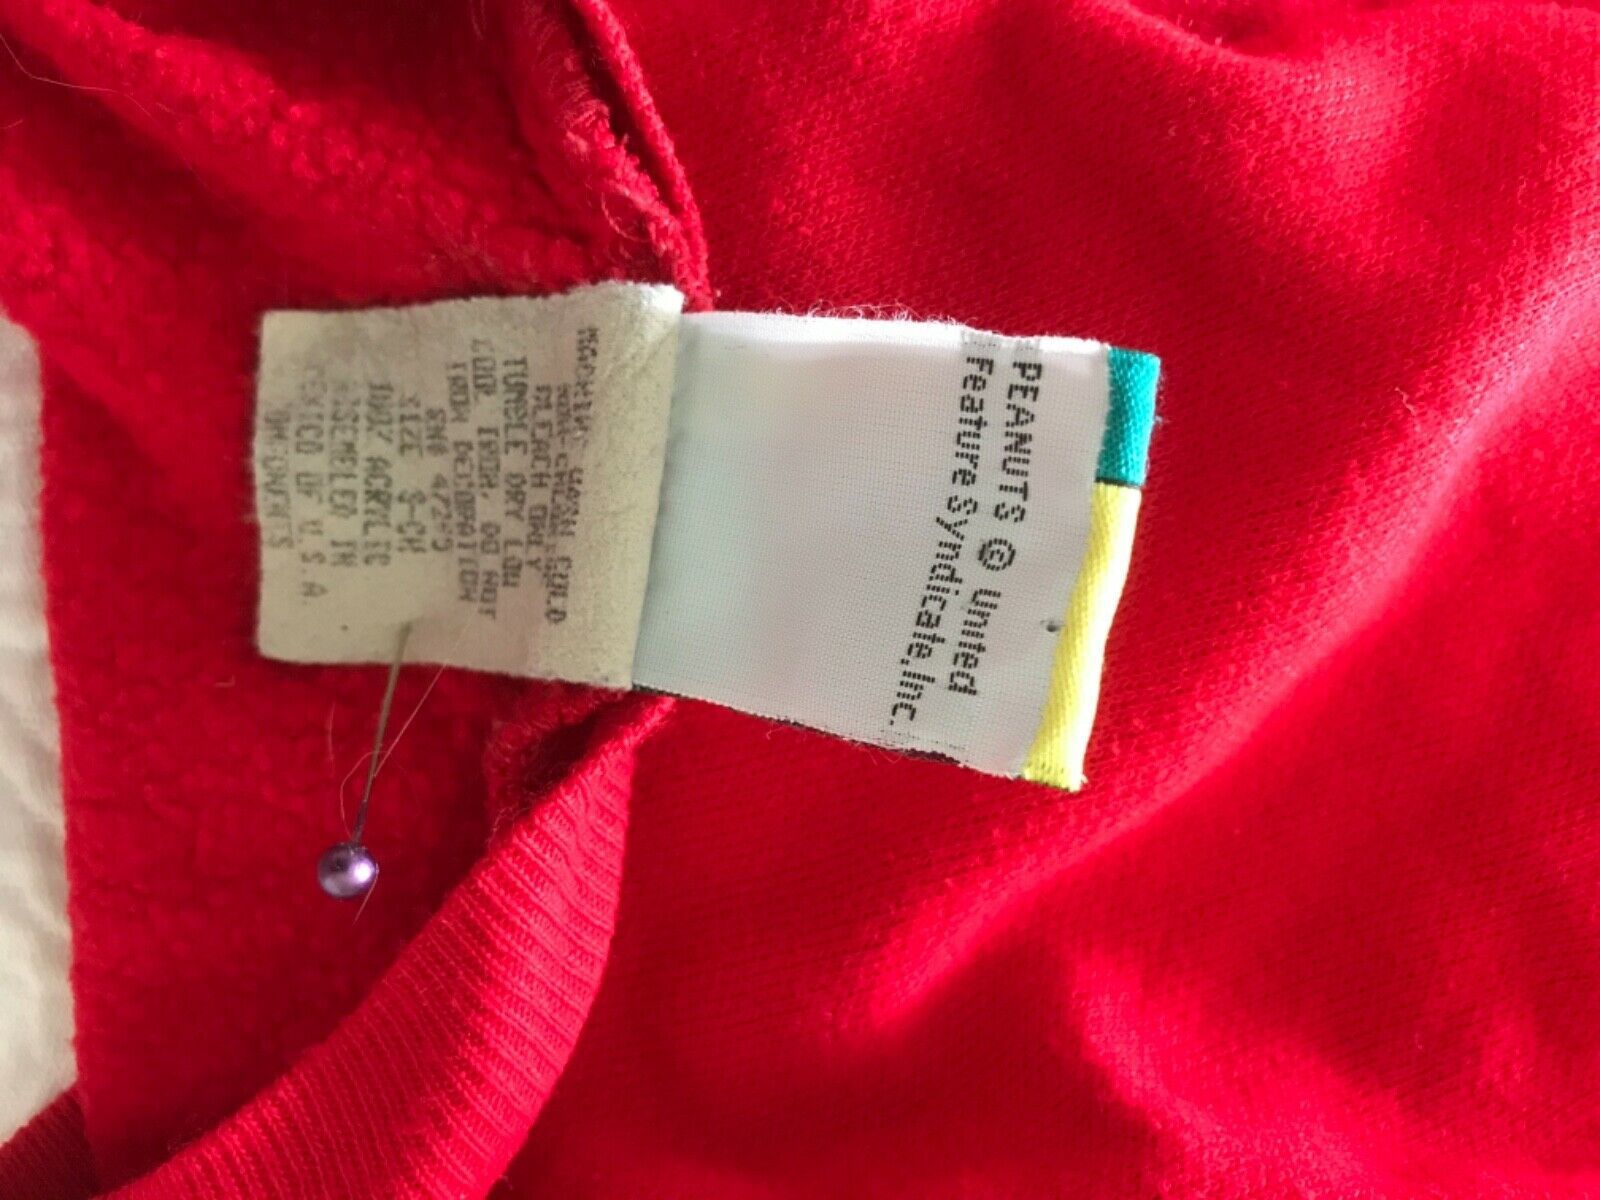 MACHINE WASH COLD
NON-CHLORINE
BLEACH ONLY
TUMBLE DRY LOW
COOL IRON, DO NOT
IRON DECORATION
100% ACRYLIC
ASSEMBLED IN
MEXICO OF U.S.A.
COMPONENTS
PEANUTS © United
Feature Syndicate, Inc.